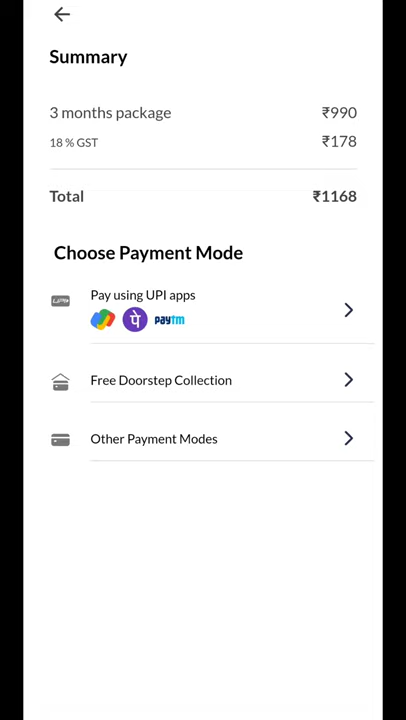 Summary
3 months package ₹990
18 % GST ₹178
Total ₹1168
Choose Payment Mode
Pay using UPI apps
UPI पे paytm
Free Doorstep Collection
Other Payment Modes